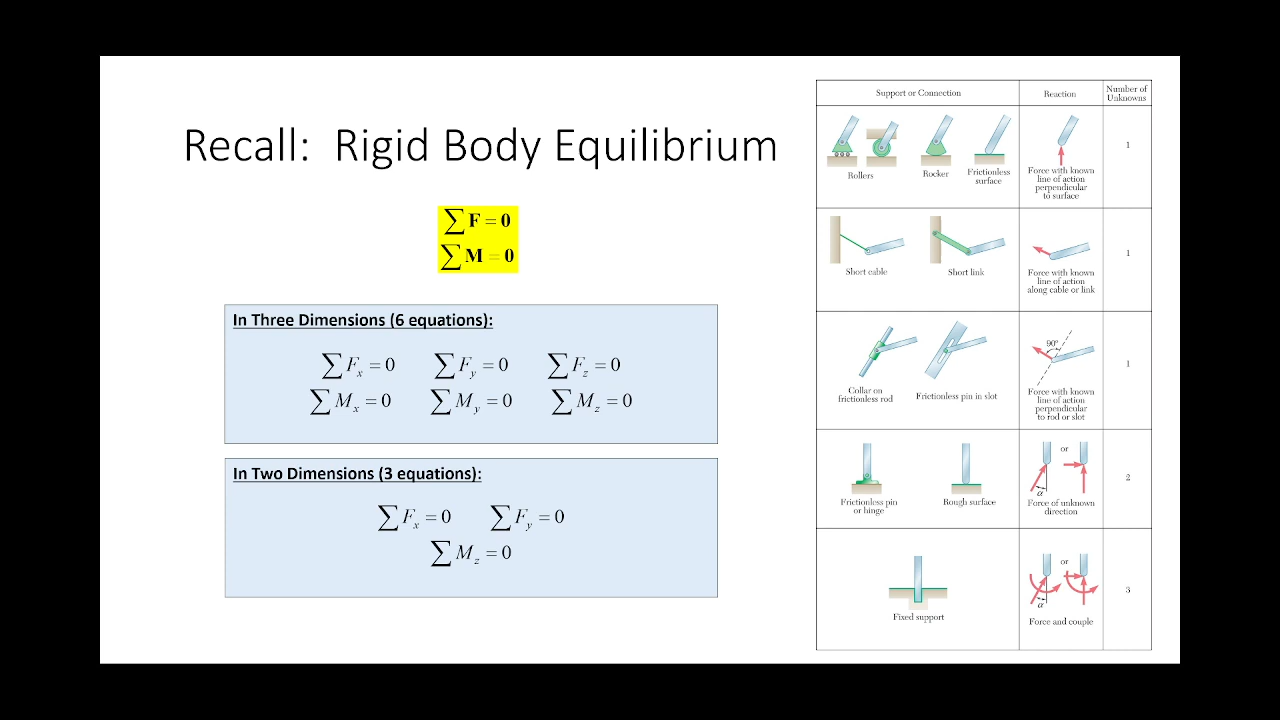 Recall: Rigid Body Equilibrium
∑ F = 0
∑ M = 0
In Three Dimensions (6 equations):
∑ Fx = 0 ∑ Fy = 0 ∑ Fz = 0
∑ Mx = 0 ∑ My = 0 ∑ Mz = 0
In Two Dimensions (3 equations):
∑ Fx = 0 ∑ Fy = 0
∑ Mz = 0
Support or Connection
Reaction
Number of
Unknowns
Rollers
Rocker
Frictionless
surface
Force with known
line of action
perpendicular
to surface
1
Short cable
Short link
Force with known
line of action
along cable or link
1
Collar on
frictionless rod
Frictionless pin in slot
90°
Force with known
line of action
perpendicular
to rod or slot
1
Frictionless pin
or hinge
Rough surface
or
α
Force of unknown
direction
2
Fixed support
or
α
Force and couple
3